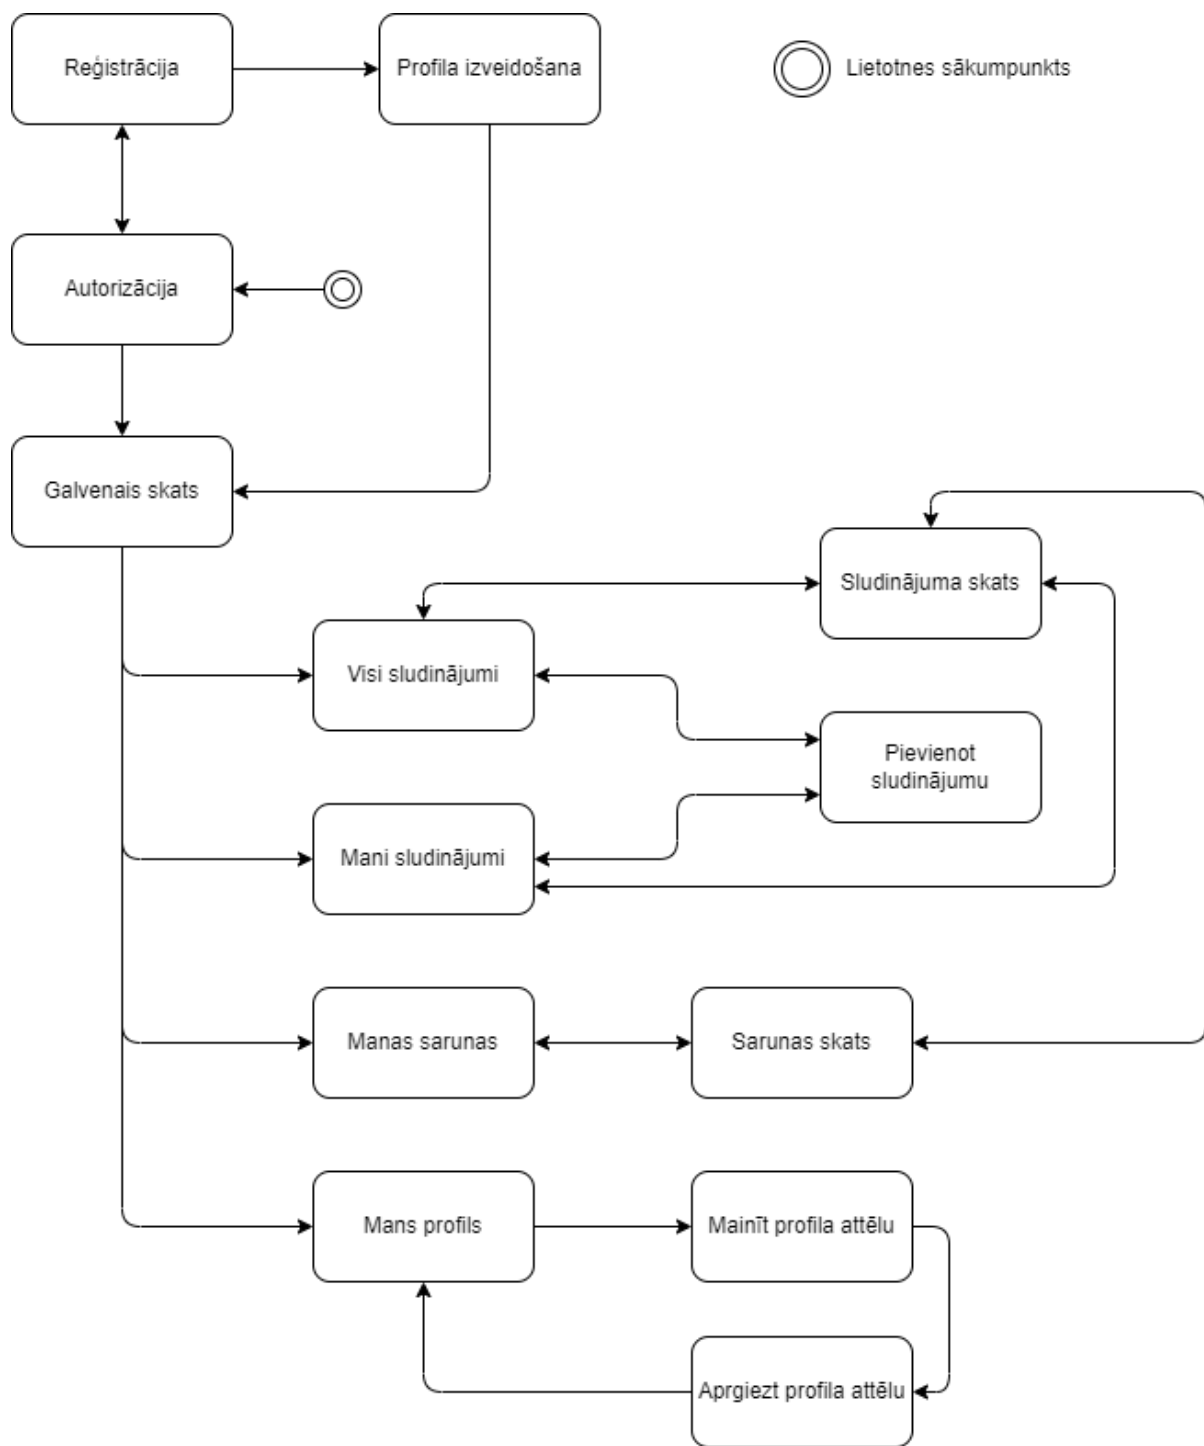 Reģistrācija
Profila izveidošana
Lietotnes sākumpunkts
Autorizācija
Galvenais skats
Sludinājuma skats
Visi sludinājumi
Pievienot
sludinājumu
Mani sludinājumi
Manas sarunas
Sarunas skats
Mans profils
Mainīt profila attēlu
Aprgiezt profila attēlu